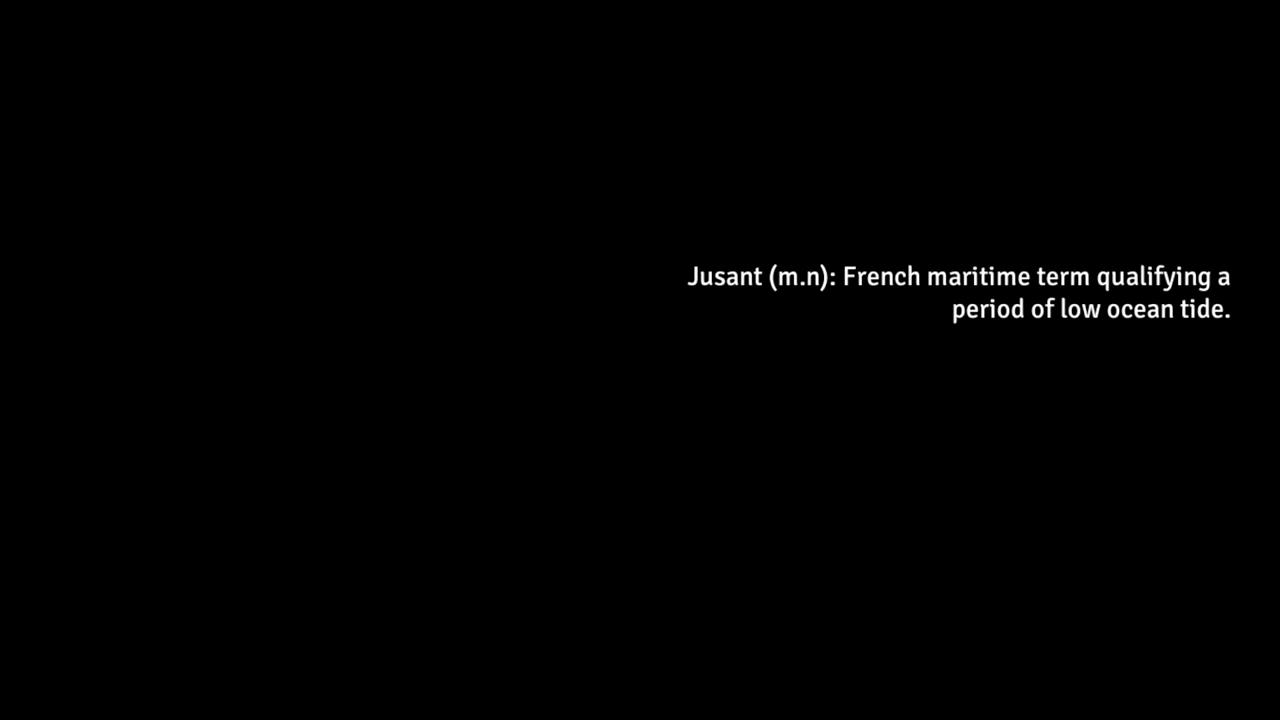 Jusant (m.n): French maritime term qualifying a
period of low ocean tide.